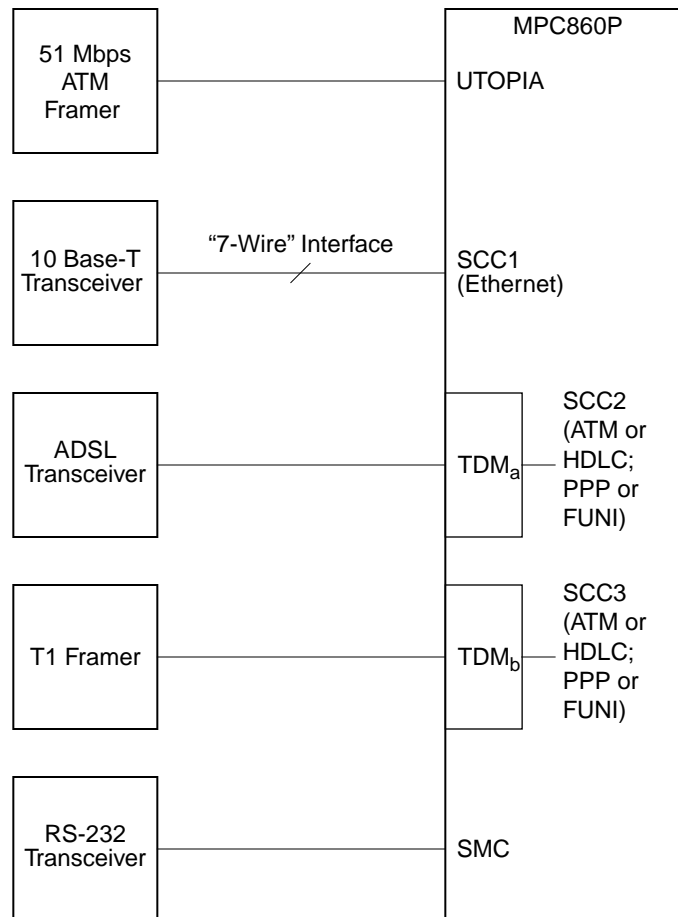 MPC860P
51 Mbps
ATM
Framer
UTOPIA
10 Base-T
Transceiver
“7-Wire” Interface
SCC1
(Ethernet)
ADSL
Transceiver
TDMa
SCC2
(ATM or
HDLC;
PPP or
FUNI)
T1 Framer
TDMb
SCC3
(ATM or
HDLC;
PPP or
FUNI)
RS-232
Transceiver
SMC